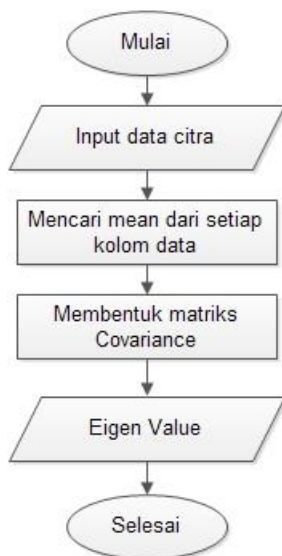 Mulai
Input data citra
Mencari mean dari setiap
kolom data
Membentuk matriks
Covariance
Eigen Value
Selesai